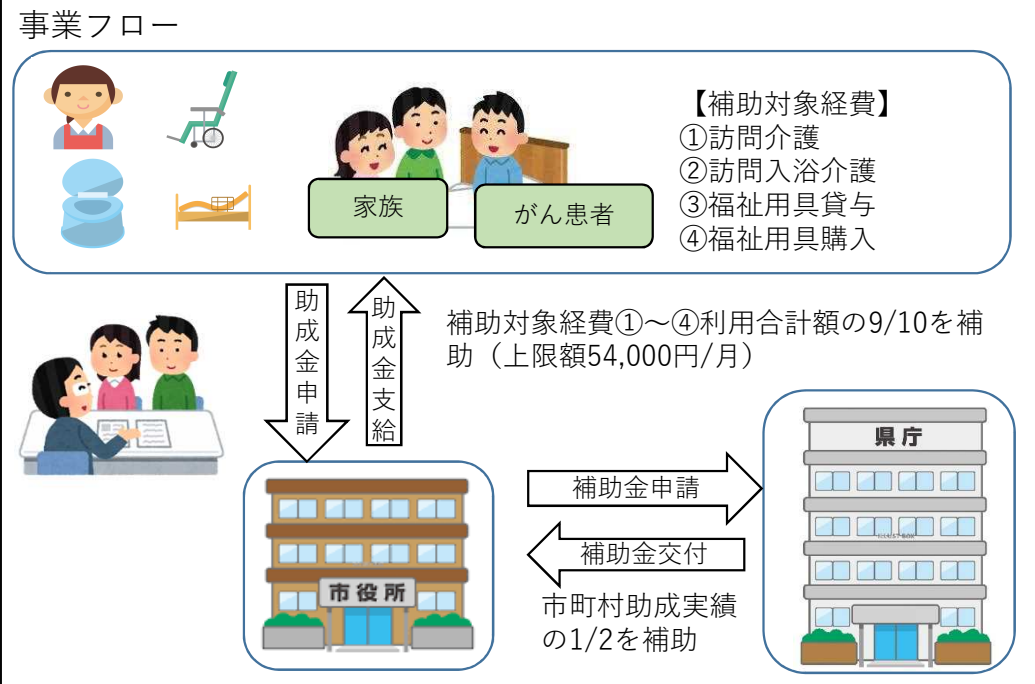 事業フロー
【補助対象経費】
①訪問介護
②訪問入浴介護
③福祉用具貸与
④福祉用具購入
家族
がん患者
助成金申請
助成金支給
補助対象経費①～④利用合計額の9/10を補
助（上限額54,000円/月）
県庁
ILLUST BOX
補助金申請
補助金交付
市町村助成実績
の1/2を補助
市役所